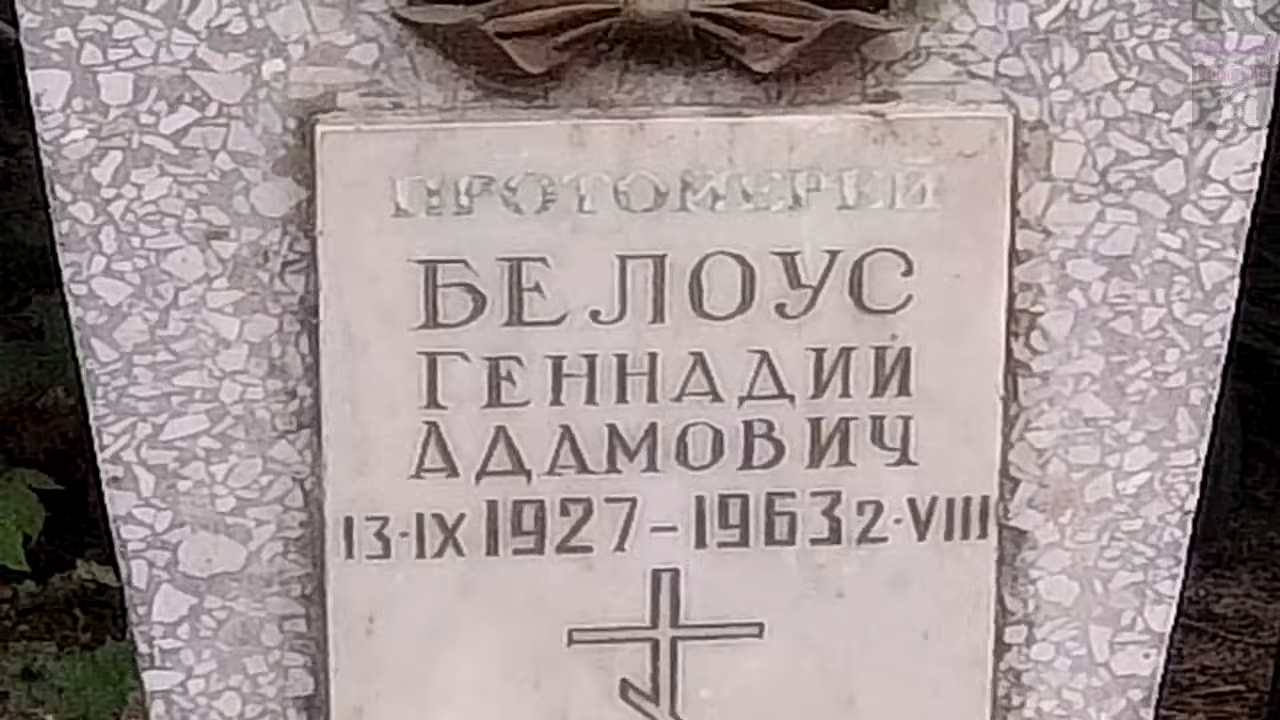 ПРОТОИЕРЕЙ
БЕЛОУС
ГЕННАДИЙ
АДАМОВИЧ
13·IX 1927 – 1963 2·VIII